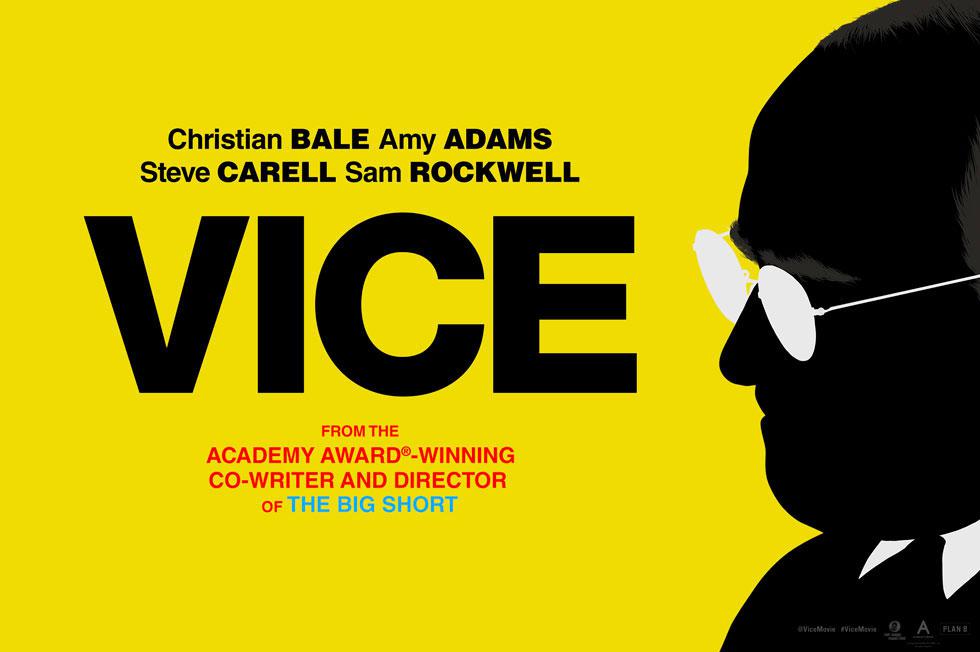 Christian BALE Amy ADAMS
Steve CARELL Sam ROCKWELL
VICE
FROM THE
ACADEMY AWARD®-WINNING
CO-WRITER AND DIRECTOR
OF THE BIG SHORT
@ViceMovie #ViceMovie PLAN B